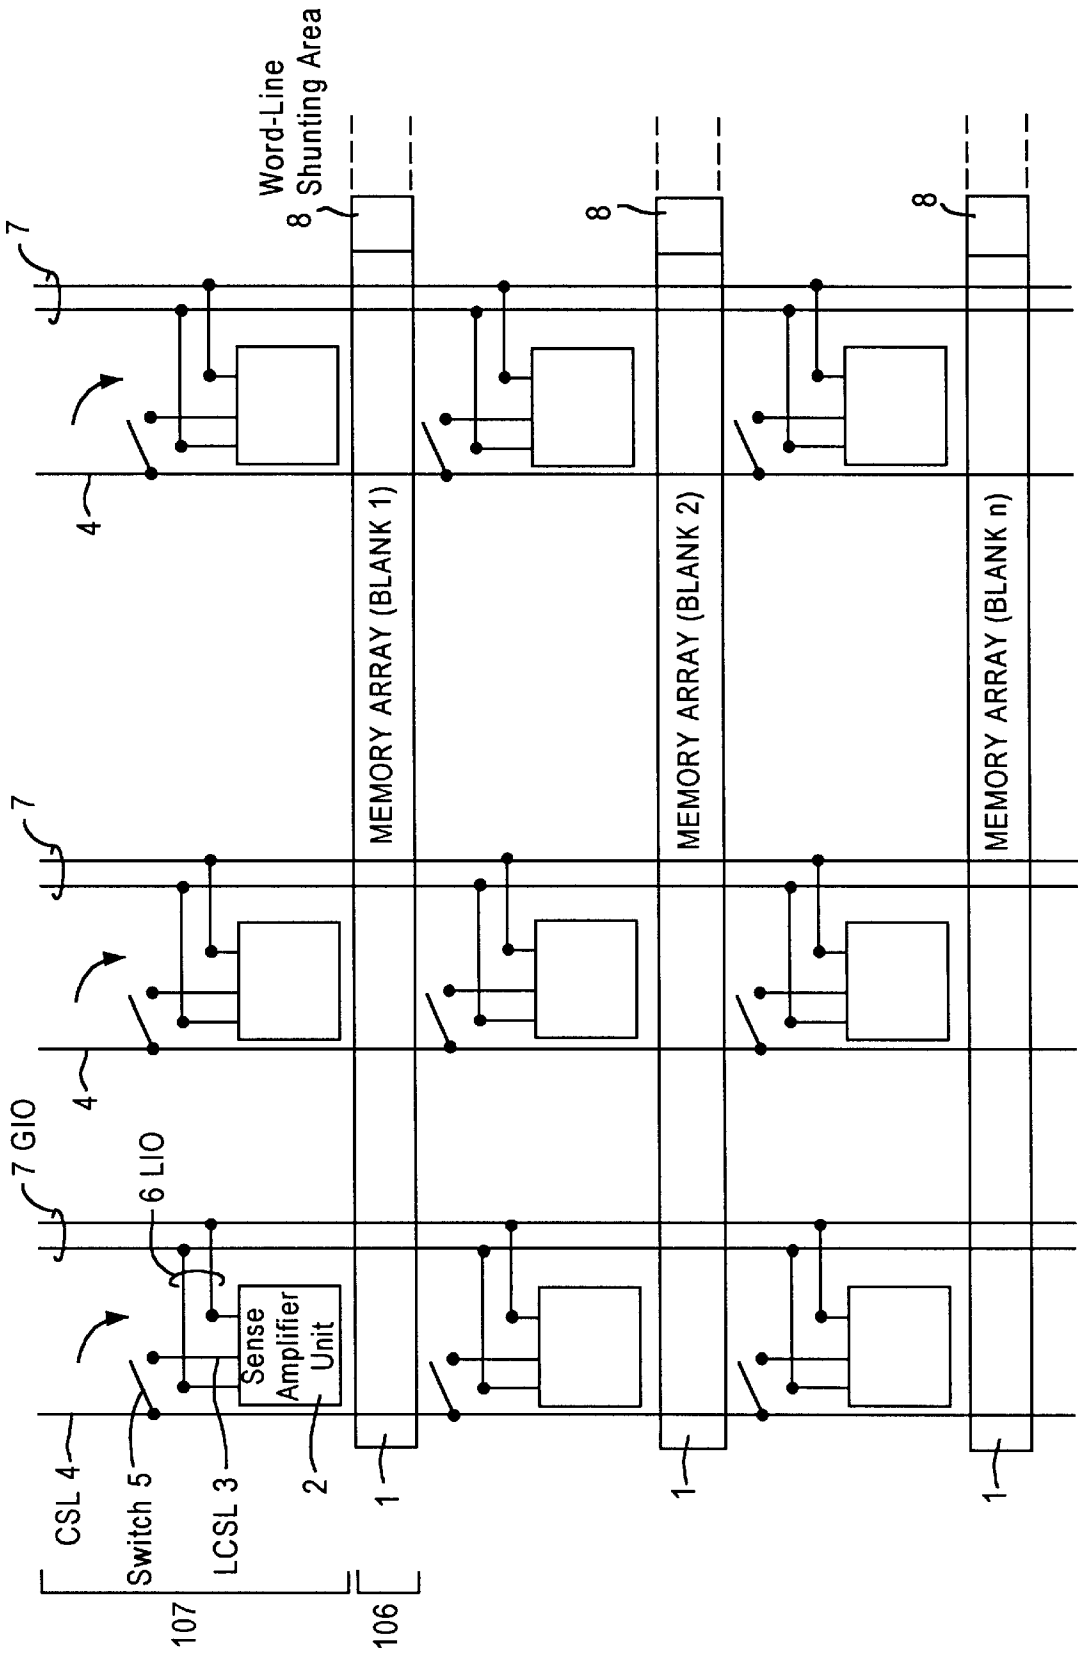 7 GIO
7
7
6 LIO
CSL 4
4
4
Switch 5
LCSL 3
Sense
Amplifier
Unit
2
Word-Line
Shunting Area
8
107
106
1
MEMORY ARRAY (BLANK 1)
8
1
MEMORY ARRAY (BLANK 2)
8
1
MEMORY ARRAY (BLANK n)